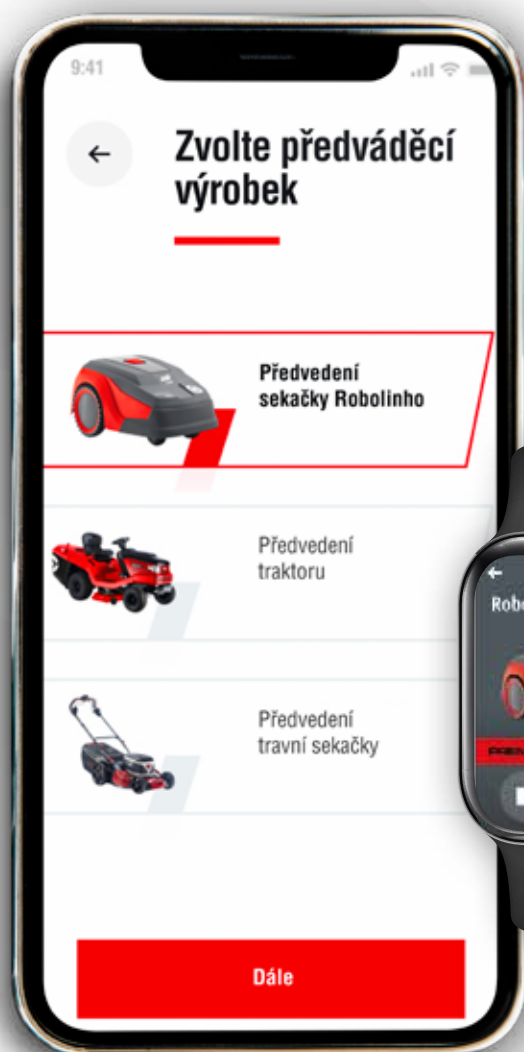 9:41
Zvolte předváděcí
výrobek
Předvedení
sekačky Robolinho
Předvedení
traktoru
Předvedení
travní sekačky
Dále